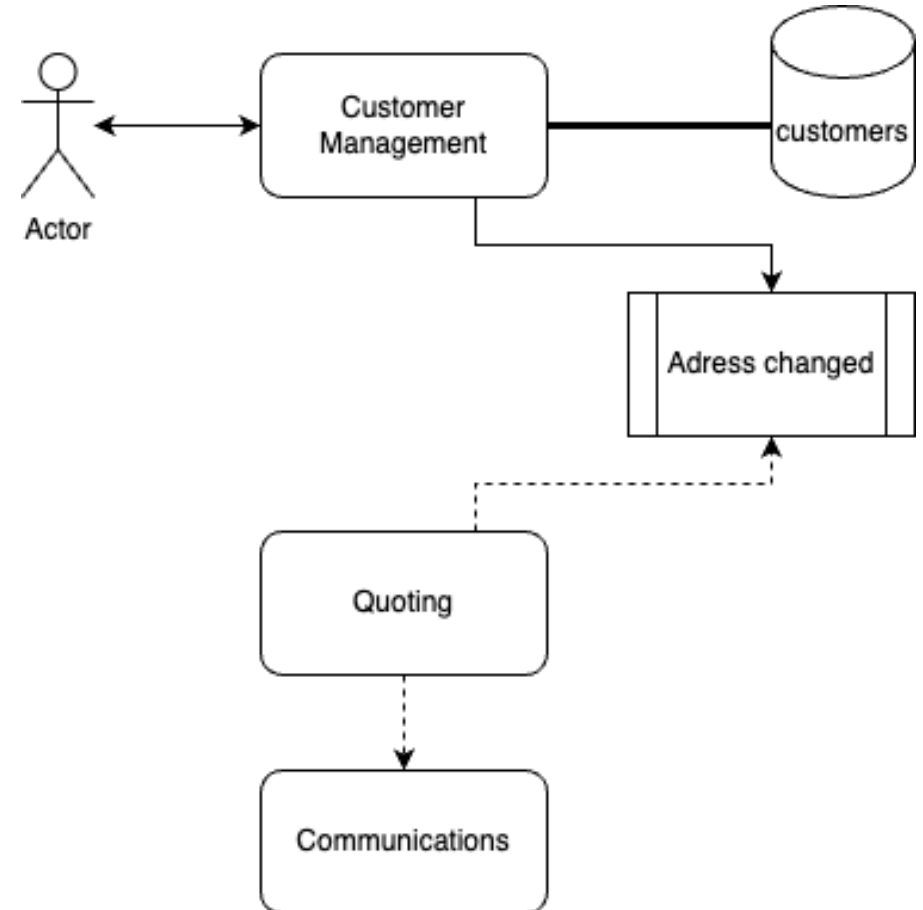 Customer
Management
customers
Actor
Adress changed
Quoting
Communications